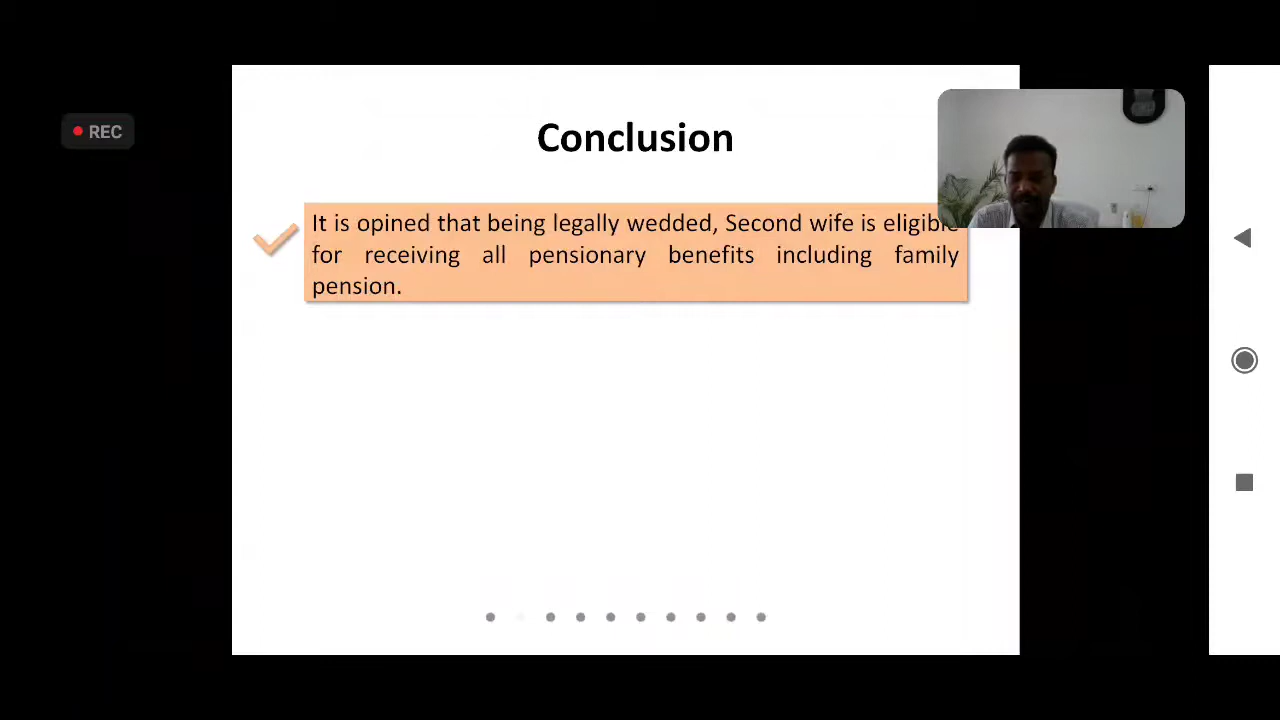 REC
Conclusion
It is opined that being legally wedded, Second wife is eligible
for receiving all pensionary benefits including family
pension.